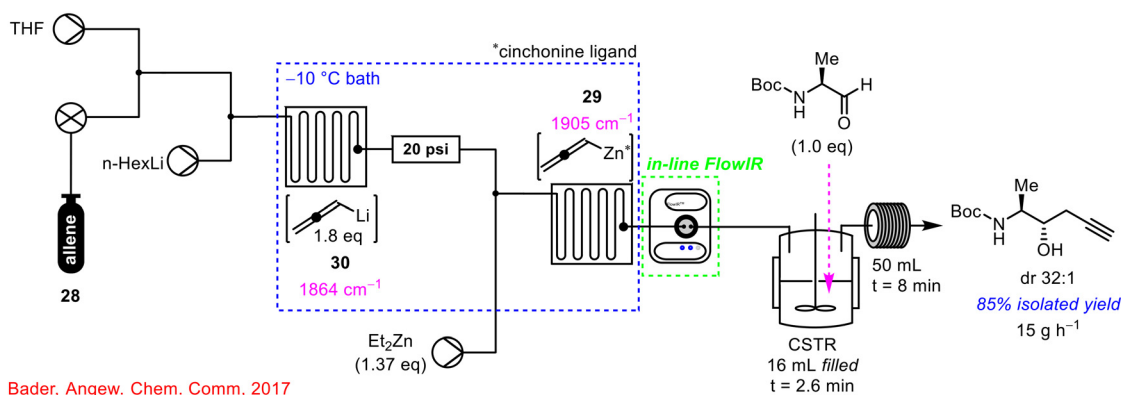 THF
n-HexLi
allene
28
*cinchonine ligand
−10 °C bath
20 psi
Li
1.8 eq
30
1864 cm⁻¹
29
1905 cm⁻¹
Zn*
Et₂Zn
(1.37 eq)
in-line FlowIR
Me
Boc
N
H
H
O
(1.0 eq)
CSTR
16 mL filled
t = 2.6 min
50 mL
t = 8 min
Me
Boc
N
H
OH
dr 32:1
85% isolated yield
15 g h⁻¹
Bader. Angew. Chem. Comm. 2017